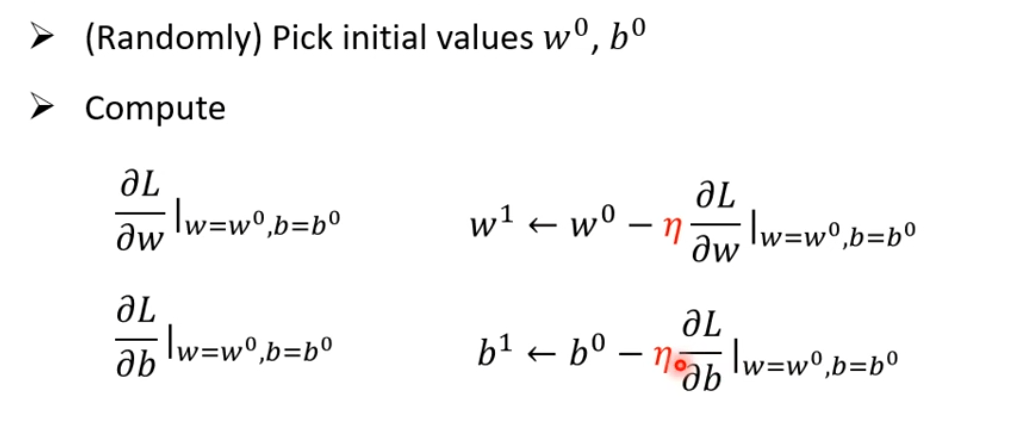 ➤ (Randomly) Pick initial values w⁰, b⁰
➤ Compute
∂L/∂w |w=w⁰,b=b⁰ w¹ ← w⁰ − η ∂L/∂w |w=w⁰,b=b⁰
∂L/∂b |w=w⁰,b=b⁰ b¹ ← b⁰ − η ∂L/∂b |w=w⁰,b=b⁰